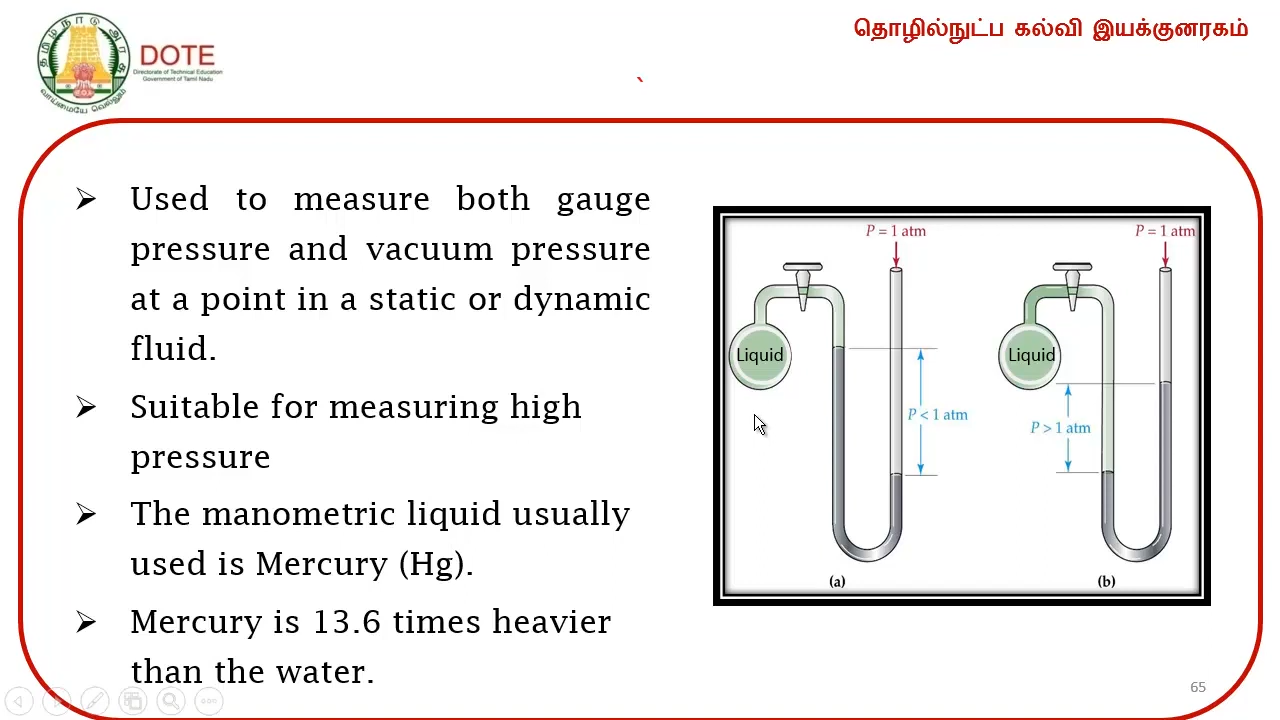 தொழில்நுட்ப கல்வி இயக்குனரகம்
தமிழ்நாடு அரசு
வாய்மையே வெல்லும்
DOTE
Directorate of Technical Education
Government of Tamil Nadu
`
➢ Used to measure both gauge
pressure and vacuum pressure
at a point in a static or dynamic
fluid.
➢ Suitable for measuring high
pressure
➢ The manometric liquid usually
used is Mercury (Hg).
➢ Mercury is 13.6 times heavier
than the water.
P = 1 atm
Liquid
P < 1 atm
(a)
P = 1 atm
Liquid
P > 1 atm
(b)
65